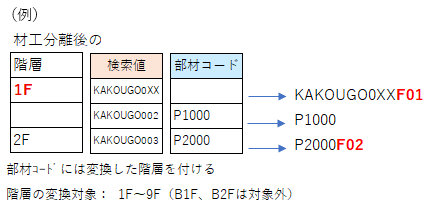 （例）
材工分離後の
階層 検索値 部材コード
1F KAKOUGO0XX KAKOUGO0XXF01
KAKOUGO002 P1000 P1000
2F KAKOUGO003 P2000 P2000F02
部材ｺｰﾄﾞには変換した階層を付ける
階層の変換対象： 1F～9F（B1F、B2Fは対象外）